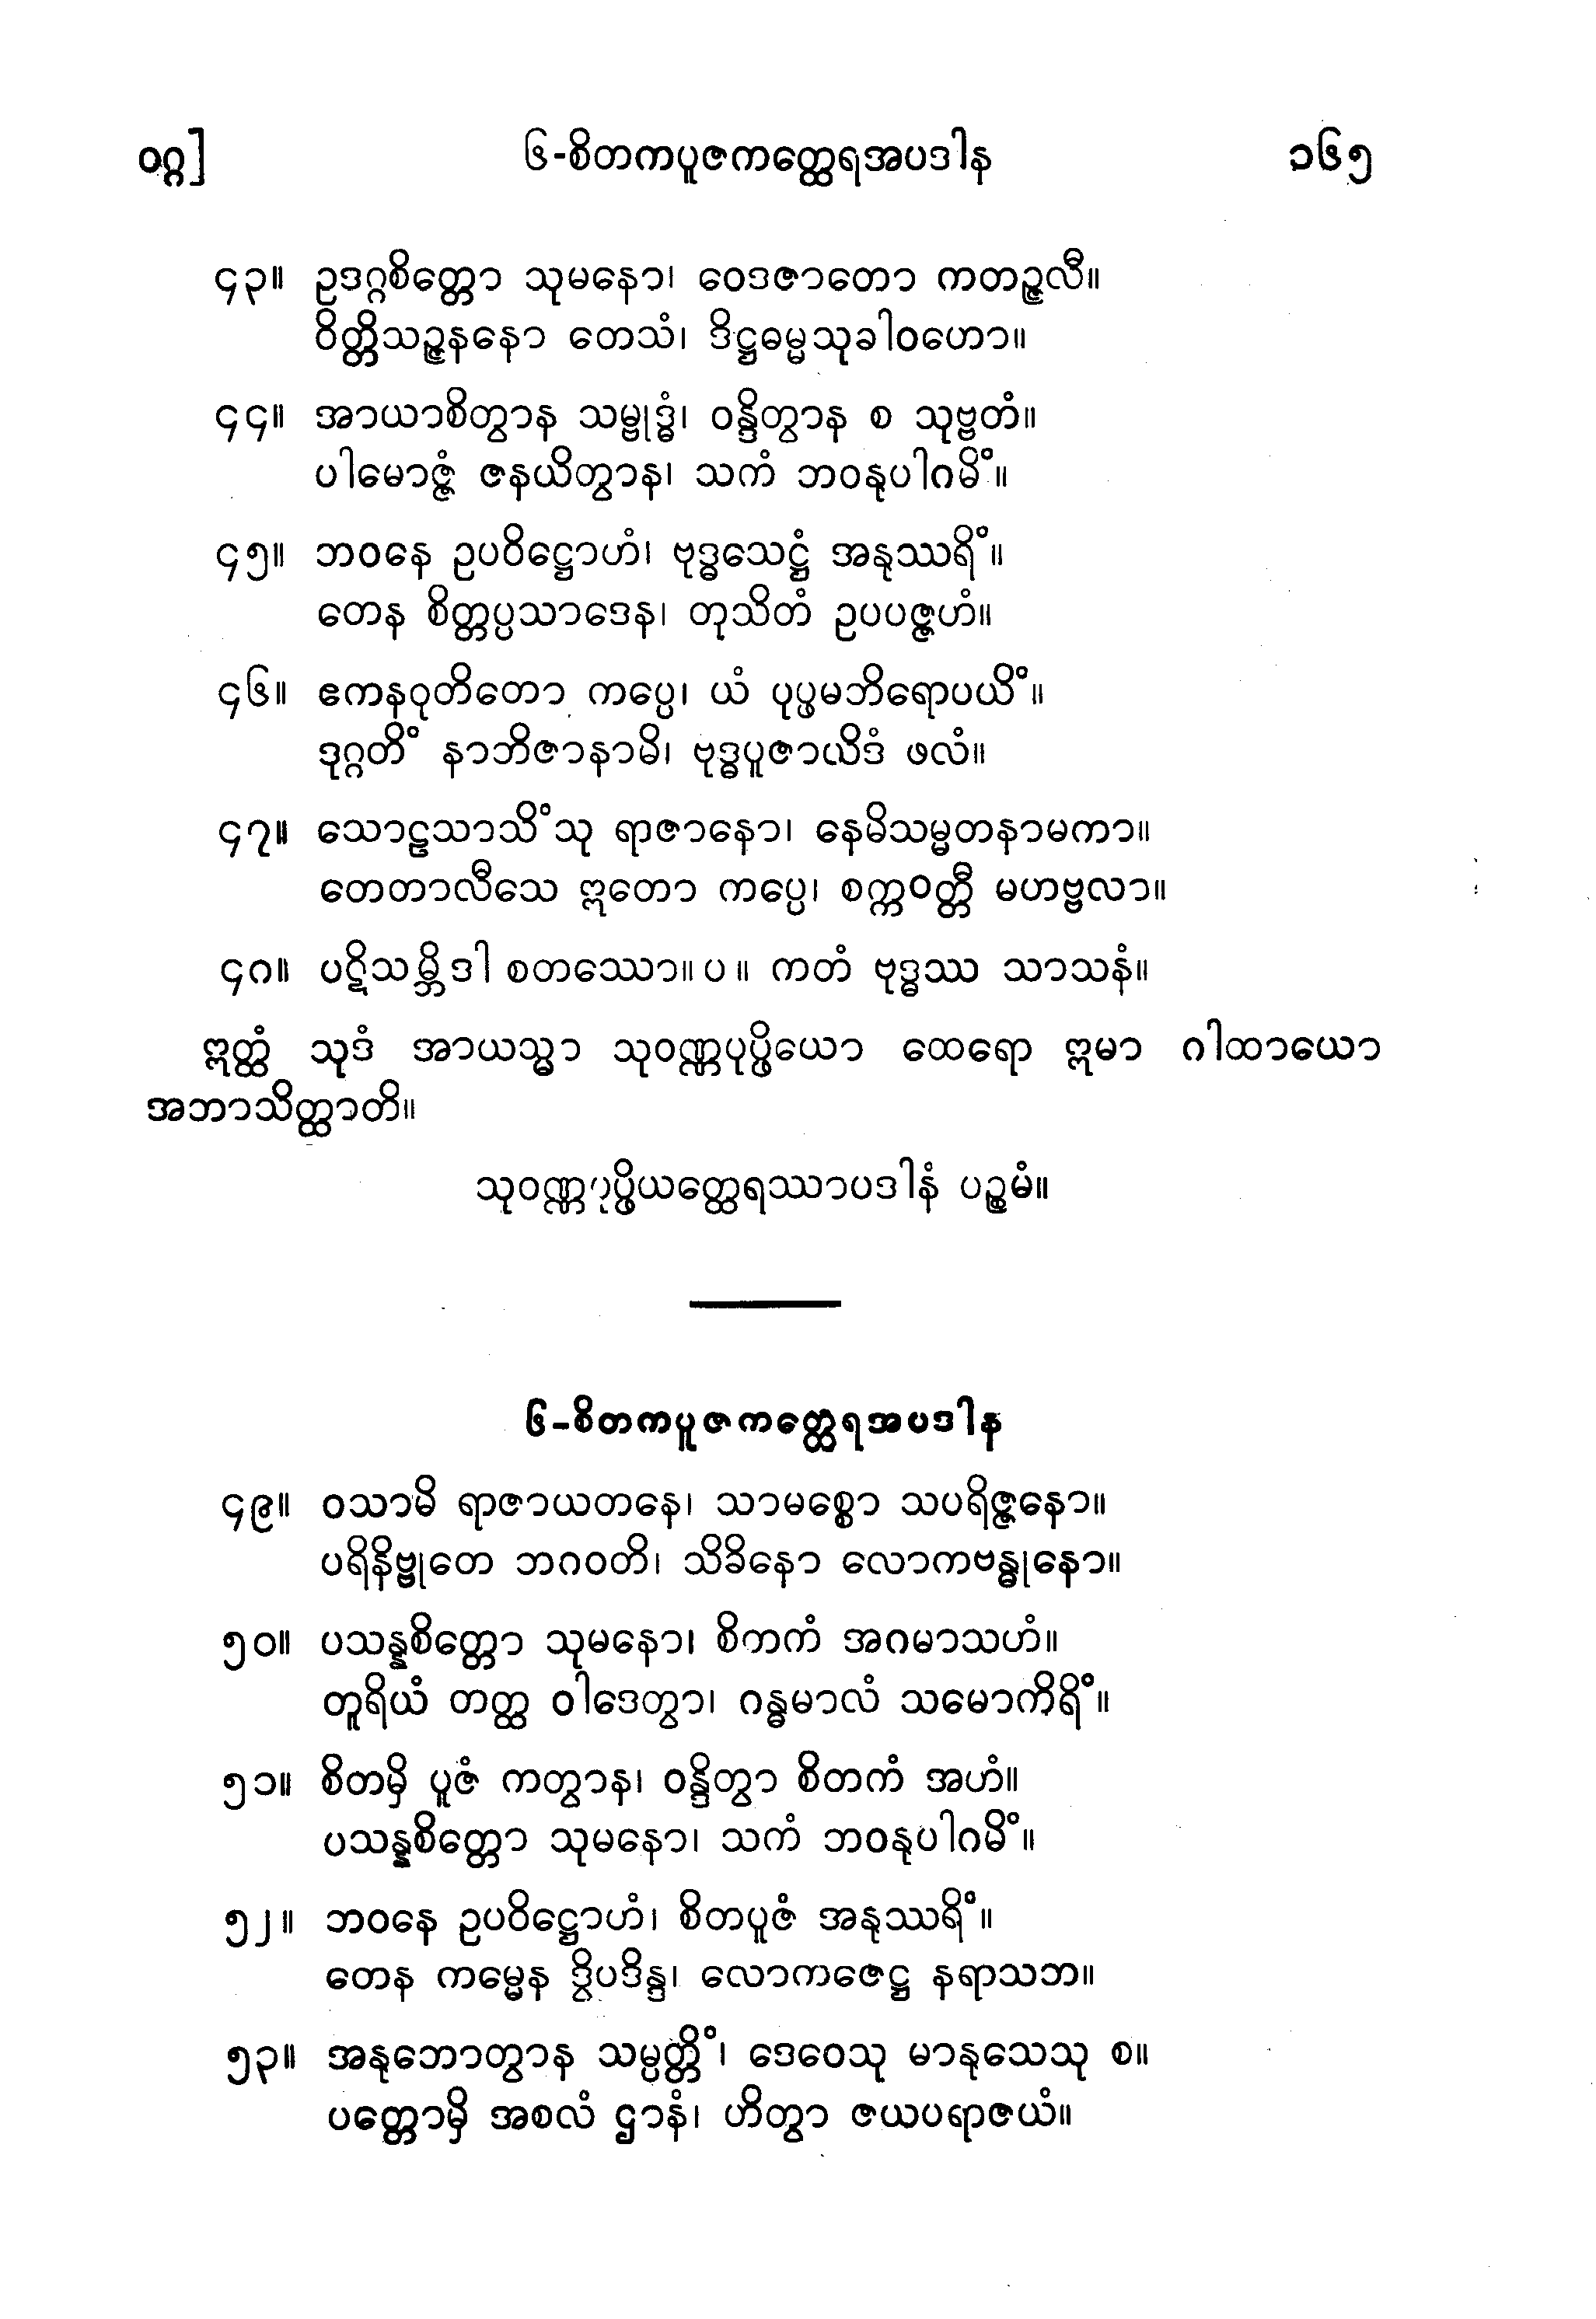 ဝဂ္ဂ]
၆-စိတကပူဇကတ္ထေရအပဒါန
၁၆၅
၄၃။ ဥဒဂ္ဂစိတ္တော သုမနော၊ ဝေဒဇာတော ကတဉ္ဇလီ။
ဝိတ္တိသဉ္ဇနနော တေသံ၊ ဒိဋ္ဌဓမ္မသုခါဝဟော။
၄၄။ အာယာစိတွာန သမ္ဗုဒ္ဓံ၊ ဝန္ဒိတွာန စ သုဗ္ဗတံ။
ပါမောဇ္ဇံ ဇနယိတွာန၊ သကံ ဘဝနုပါဂမိံ။
၄၅။ ဘဝနေ ဥပဝိဋ္ဌောဟံ၊ ဗုဒ္ဓသေဋ္ဌံ အနုဿရိံ။
တေန စိတ္တပ္ပသာဒေန၊ တုသိတံ ဥပပဇ္ဇဟံ။
၄၆။ ဧကနဝုတိတော ကပ္ပေ၊ ယံ ပုပ္ဖမဘိရောပယိံ။
ဒုဂ္ဂတိံ နာဘိဇာနာမိ၊ ဗုဒ္ဓပူဇာယိဒံ ဖလံ။
၄၇။ သောဠသာသိံသု ရာဇာနော၊ နေမိသမ္မတနာမကာ။
တေတာလီသေ ဣတော ကပ္ပေ၊ စက္ကဝတ္တီ မဟဗ္ဗလာ။
၄၈။ ပဋိသမ္ဘိဒါ စတဿော။ ပ ။ ကတံ ဗုဒ္ဓဿ သာသနံ။
ဣတ္ထံ သုဒံ အာယသ္မာ သုဝဏ္ဏပုပ္ဖိယော ထေရော ဣမာ ဂါထာယော
အဘာသိတ္ထာတိ။
သုဝဏ္ဏပုပ္ဖိယတ္ထေရဿာပဒါနံ ပဉ္စမံ။
၆-စိတကပူဇကတ္ထေရအပဒါန
၄၉။ ဝသာမိ ရာဇာယတနေ၊ သာမစ္စော သပရိဇ္ဇနော။
ပရိနိဗ္ဗုတေ ဘဂဝတိ၊ သိခိနော လောကဗန္ဓုနော။
၅၀။ ပသန္နစိတ္တော သုမနော၊ စိတကံ အဂမာသဟံ။
တူရိယံ တတ္ထ ဝါဒေတွာ၊ ဂန္ဓမာလံ သမောကိရိံ။
၅၁။ စိတမှိ ပူဇံ ကတွာန၊ ဝန္ဒိတွာ စိတကံ အဟံ။
ပသန္နစိတ္တော သုမနော၊ သကံ ဘဝနုပါဂမိံ။
၅၂။ ဘဝနေ ဥပဝိဋ္ဌောဟံ၊ စိတပူဇံ အနုဿရိံ။
တေန ကမ္မေန ဒွိပဒိန္ဒ၊ လောကဇေဋ္ဌ နရာသဘ။
၅၃။ အနုဘောတွာန သမ္ပတ္တိံ၊ ဒေဝေသု မာနုသေသု စ။
ပတ္တောမှိ အစလံ ဌာနံ၊ ဟိတွာ ဇယပရာဇယံ။